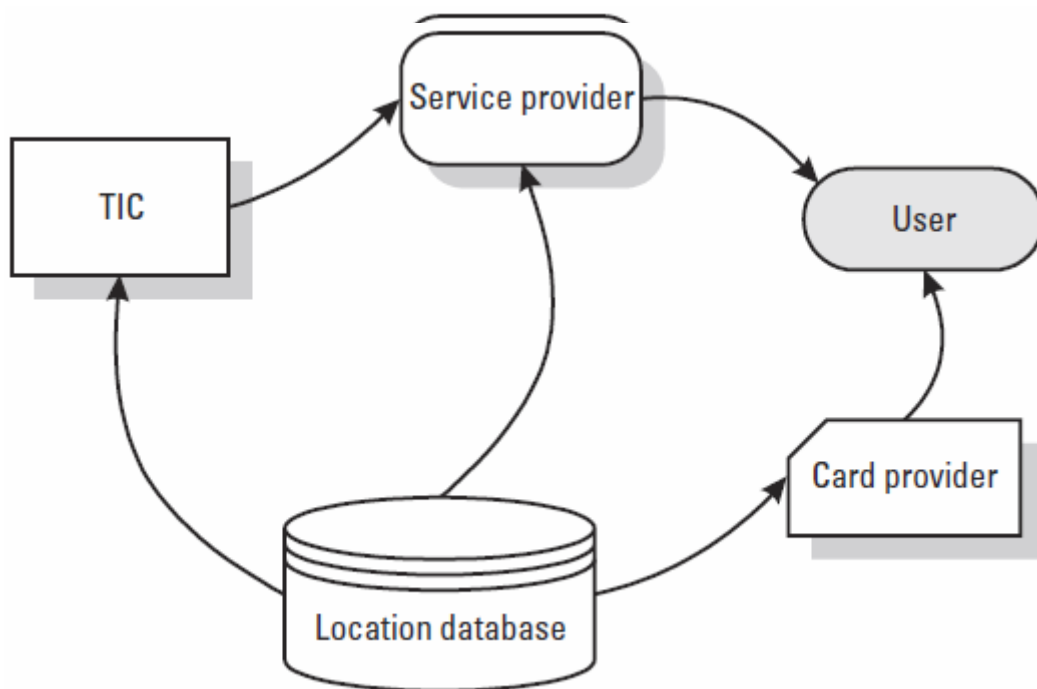 Service provider
TIC
User
Card provider
Location database